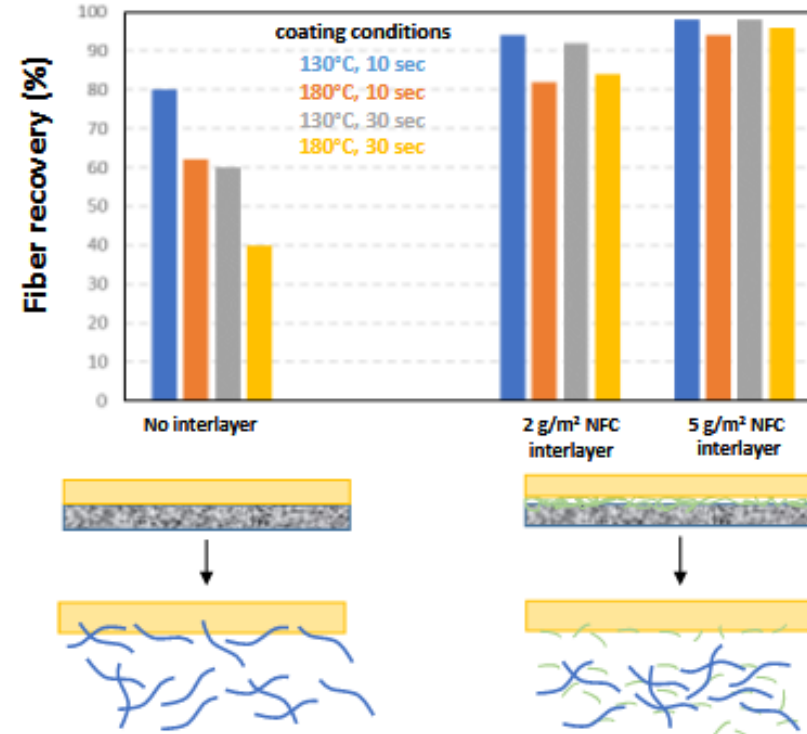 Fiber recovery (%)
100
90
80
70
60
50
40
30
20
10
0
coating conditions
130°C, 10 sec
180°C, 10 sec
130°C, 30 sec
180°C, 30 sec
No interlayer
2 g/m² NFC
interlayer
5 g/m² NFC
interlayer